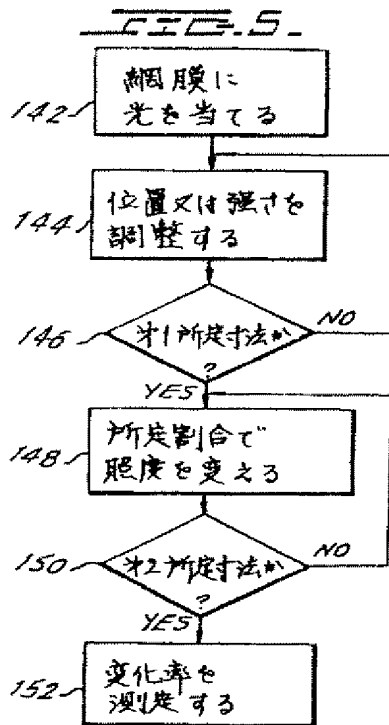 FIG. 5.
142
網膜に
光を当てる
144
位置又は強さを
調整する
146
才1所定寸法か
?
NO
YES
148
所定割合で
照度を変える
150
才2所定寸法か
?
NO
YES
152
変化率を
測定する